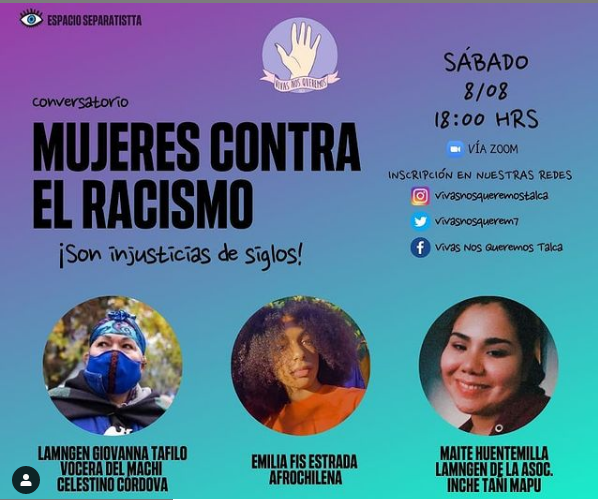 ESPACIO SEPARATISTTA
VIVAS NOS QUEREMOS
conversatorio
MUJERES CONTRA
EL RACISMO
¡Son injusticias de siglos!
SÁBADO
8/08
18:00 HRS
VÍA ZOOM
INSCRIPCIÓN EN NUESTRAS REDES
vivasnosqueremostalca
vivasnosquerem7
Vivas Nos Queremos Talca
LAMNGEN GIOVANNA TAFILO
VOCERA DEL MACHI
CELESTINO CÓRDOVA
EMILIA FIS ESTRADA
AFROCHILENA
MAITE HUENTEMILLA
LAMNGEN DE LA ASOC.
INCHE TAÑI MAPU